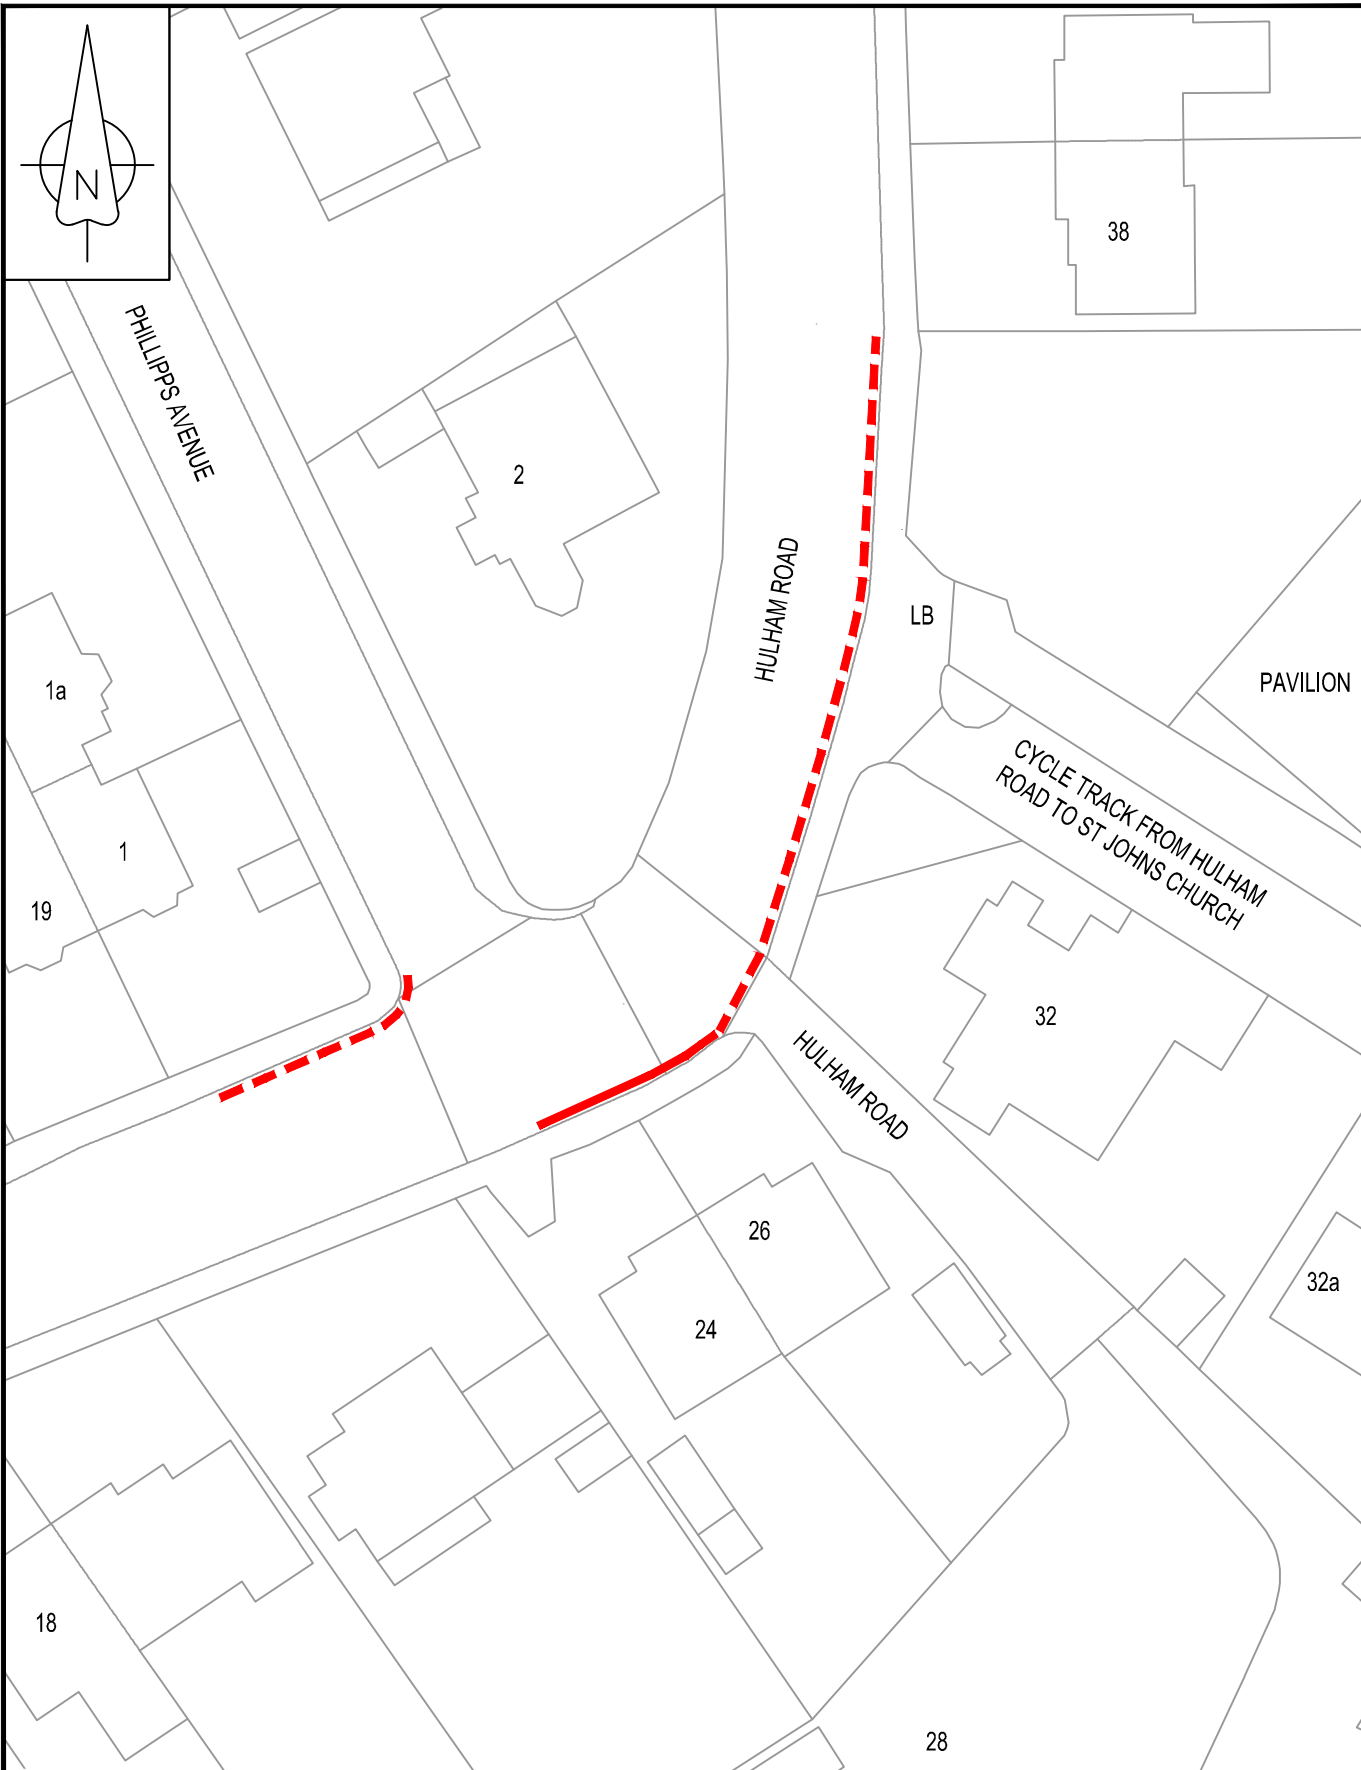 N
38
PHILLIPPS AVENUE
2
HULHAM ROAD
LB
1a
PAVILION
CYCLE TRACK FROM HULHAM
ROAD TO ST JOHNS CHURCH
1
19
32
HULHAM ROAD
26
32a
24
18
28